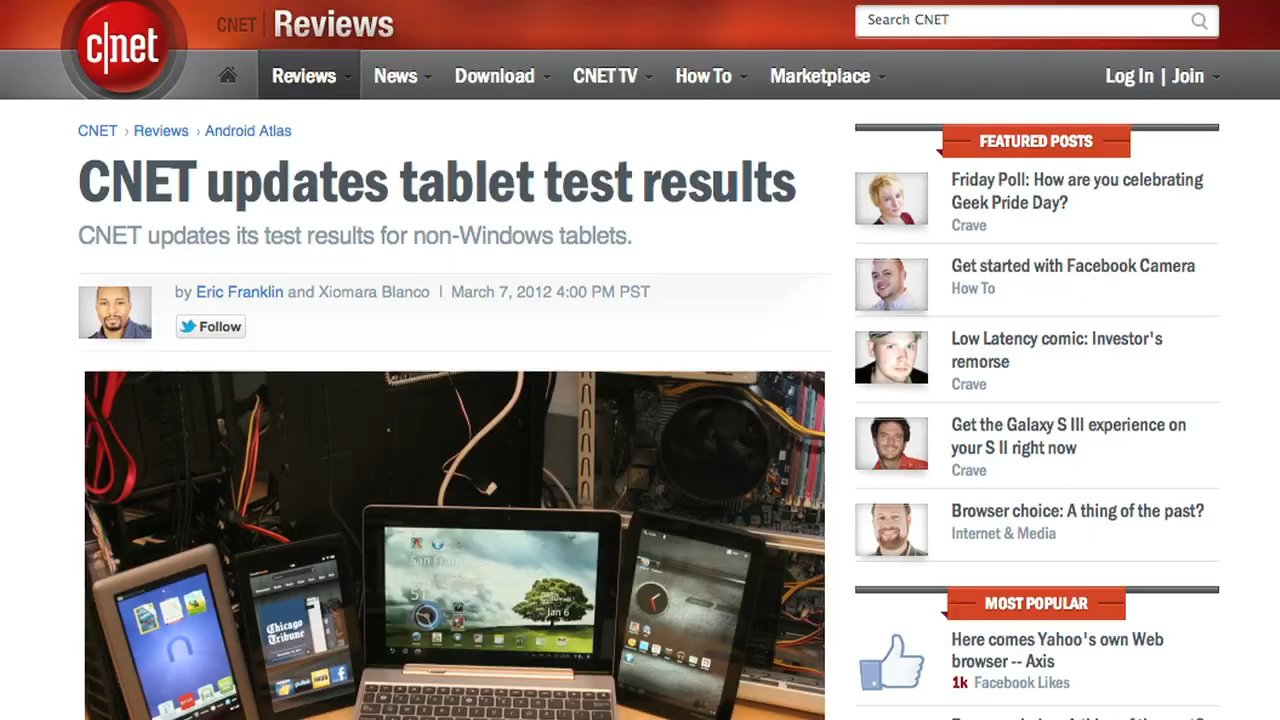 c|net
CNET | Reviews
Search CNET
Reviews News Download CNET TV How To Marketplace Log In | Join
CNET › Reviews › Android Atlas
CNET updates tablet test results
CNET updates its test results for non-Windows tablets.
by Eric Franklin and Xiomara Blanco | March 7, 2012 4:00 PM PST
Follow
Chicago
Tribune
Jan 6
FEATURED POSTS
Friday Poll: How are you celebrating
Geek Pride Day?
Crave
Get started with Facebook Camera
How To
Low Latency comic: Investor's
remorse
Crave
Get the Galaxy S III experience on
your S II right now
Crave
Browser choice: A thing of the past?
Internet & Media
MOST POPULAR
Here comes Yahoo's own Web
browser -- Axis
1k Facebook Likes